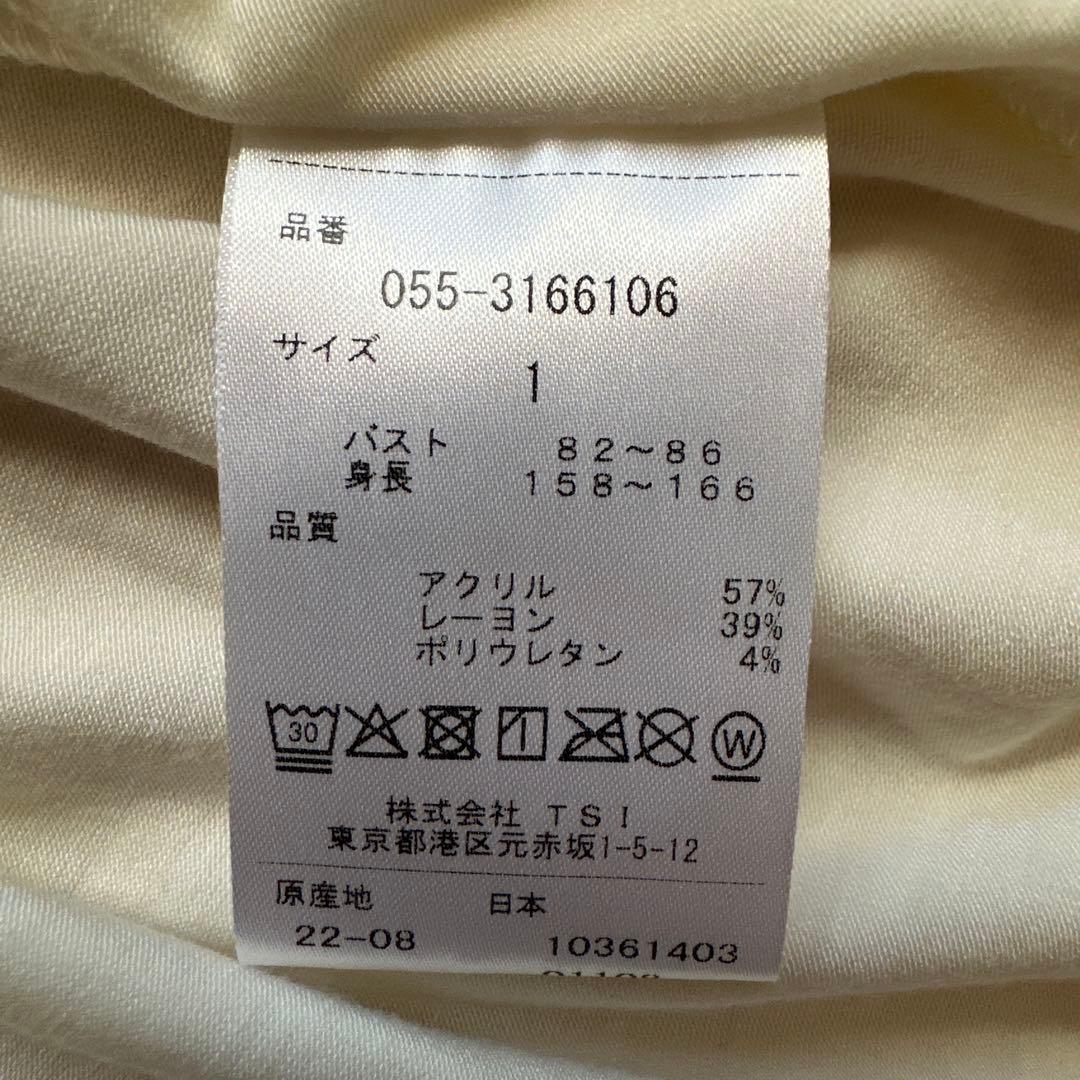 品番
055-3166106
サイズ
1
バスト 82～86
身長 158～166
品質
アクリル 57%
レーヨン 39%
ポリウレタン 4%
30
W
株式会社 TSI
東京都港区元赤坂1-5-12
原産地 日本
22-08 10361403